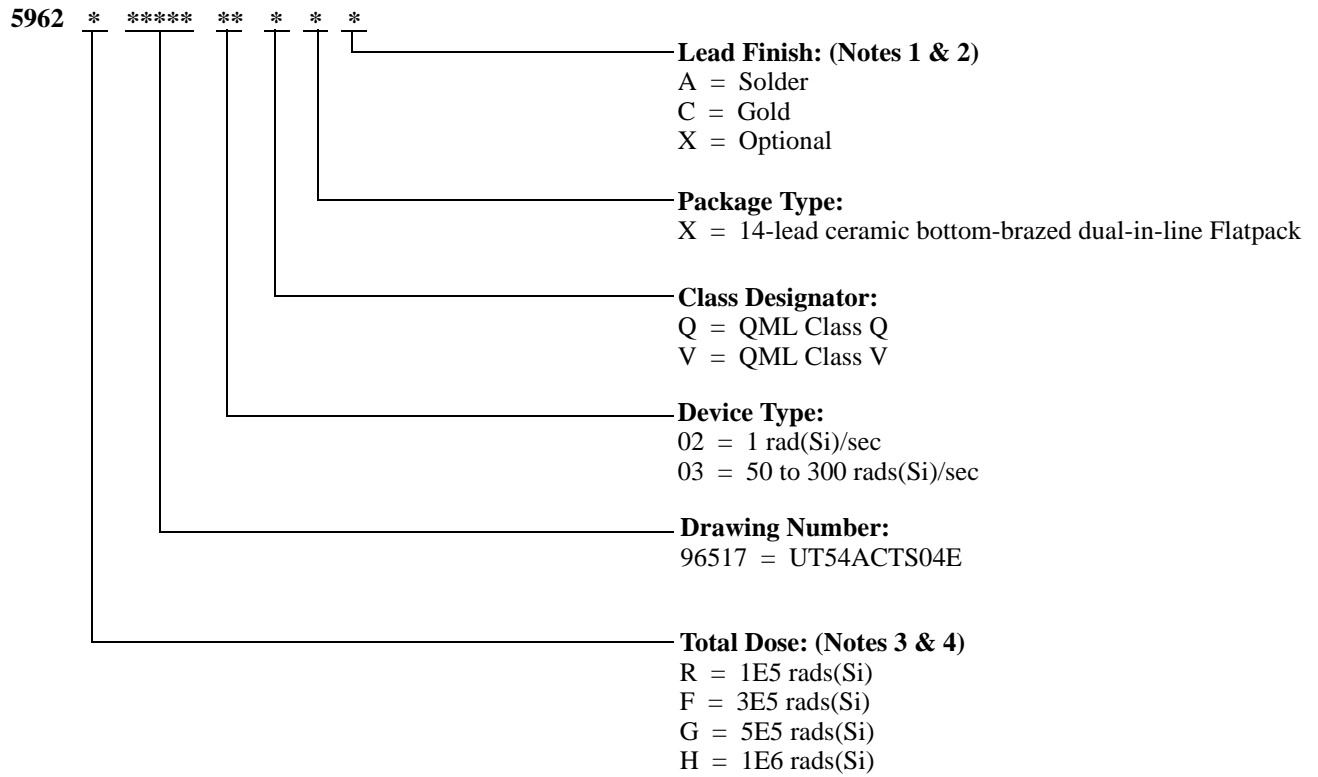 5962 * ***** ** * * *
Lead Finish: (Notes 1 & 2)
A = Solder
C = Gold
X = Optional
Package Type:
X = 14-lead ceramic bottom-brazed dual-in-line Flatpack
Class Designator:
Q = QML Class Q
V = QML Class V
Device Type:
02 = 1 rad(Si)/sec
03 = 50 to 300 rads(Si)/sec
Drawing Number:
96517 = UT54ACTS04E
Total Dose: (Notes 3 & 4)
R = 1E5 rads(Si)
F = 3E5 rads(Si)
G = 5E5 rads(Si)
H = 1E6 rads(Si)